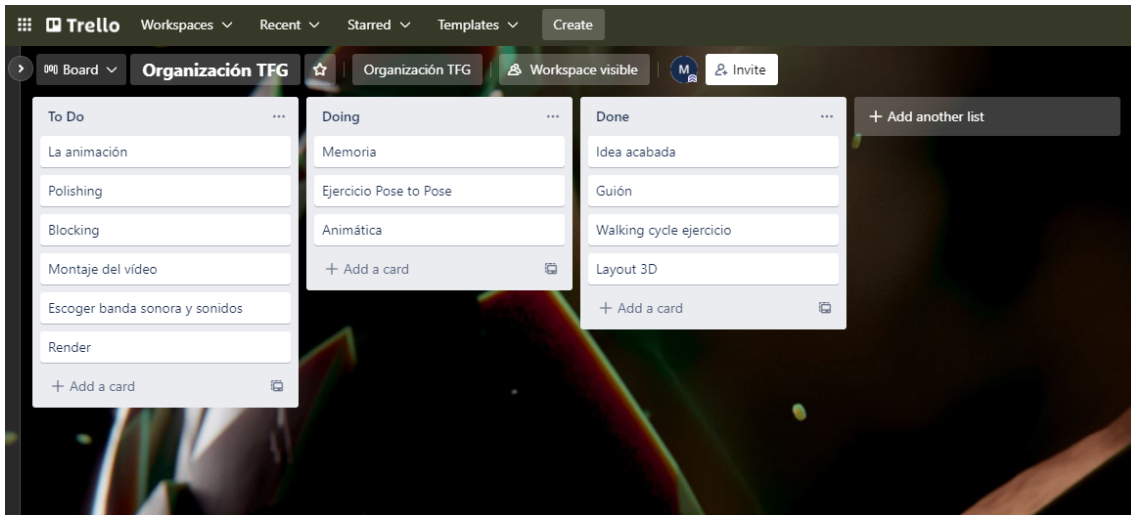 Trello Workspaces Recent Starred Templates Create
Board Organización TFG Organización TFG Workspace visible M Invite
To Do
La animación
Polishing
Blocking
Montaje del vídeo
Escoger banda sonora y sonidos
Render
+ Add a card
Doing
Memoria
Ejercicio Pose to Pose
Animática
+ Add a card
Done
Idea acabada
Guión
Walking cycle ejercicio
Layout 3D
+ Add a card
+ Add another list